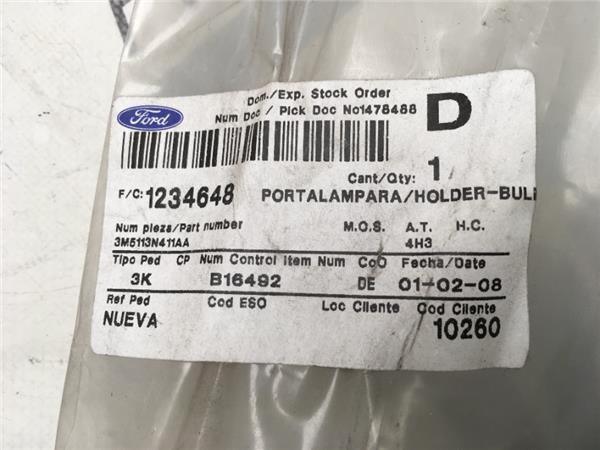 Dom./Exp. Stock Order
Ford
Num Doc / Pick Doc No1478488
D
Cant/Qty: 1
F/C: 1234648
PORTALAMPARA/HOLDER-BUL
Num pieza/Part number
M.O.S. A.T. H.C.
3M5113N411AA
4H3
Tipo Ped CP Num Control Item Num CoO Fecha/Date
3K B16492 DE 01-02-08
Ref Ped Cod ESO Loc Cliente Cod Cliente
NUEVA 10260